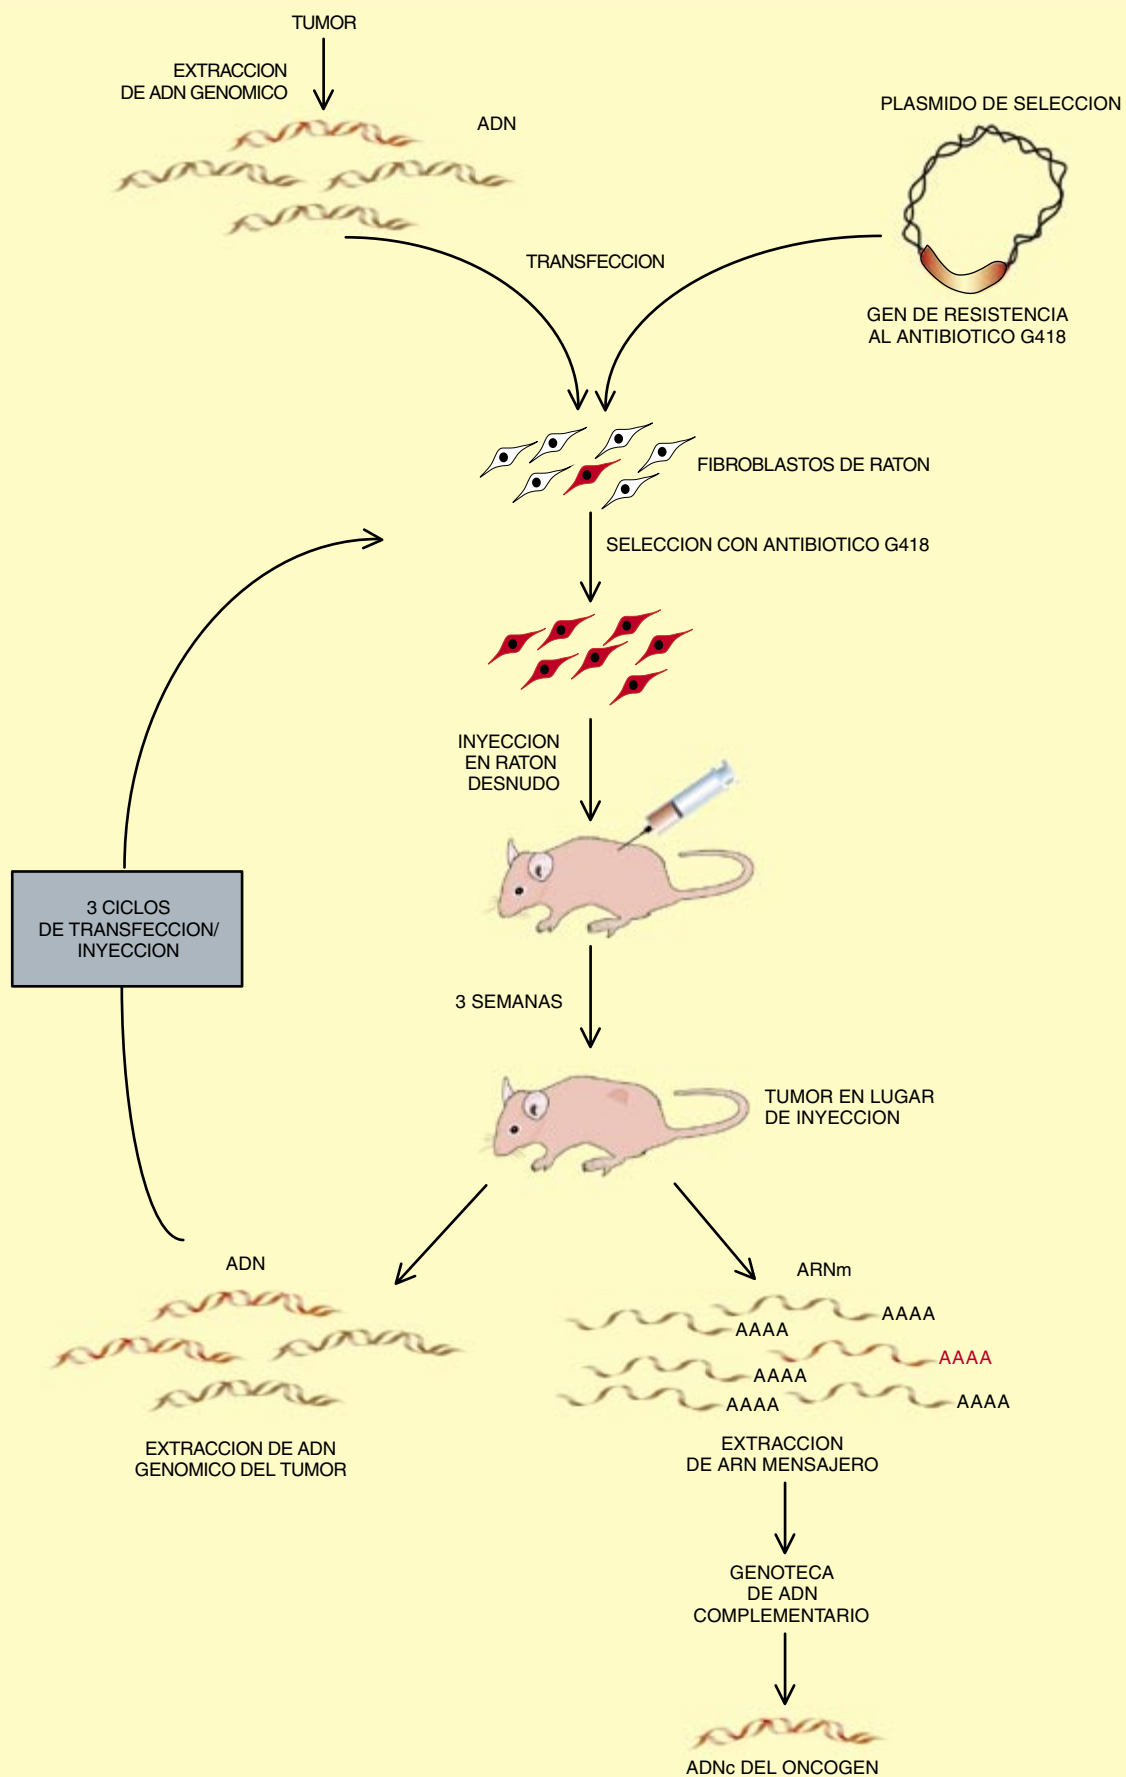 TUMOR
EXTRACCION
DE ADN GENOMICO
ADN
PLASMIDO DE SELECCION
TRANSFECCION
GEN DE RESISTENCIA
AL ANTIBIOTICO G418
FIBROBLASTOS DE RATON
SELECCION CON ANTIBIOTICO G418
INYECCION
EN RATON
DESNUDO
3 CICLOS
DE TRANSFECCION/
INYECCION
3 SEMANAS
TUMOR EN LUGAR
DE INYECCION
ADN
EXTRACCION DE ADN
GENOMICO DEL TUMOR
ARNm
AAAA
AAAA
AAAA
AAAA
AAAA
AAAA
EXTRACCION
DE ARN MENSAJERO
GENOTECA
DE ADN
COMPLEMENTARIO
ADNc DEL ONCOGEN